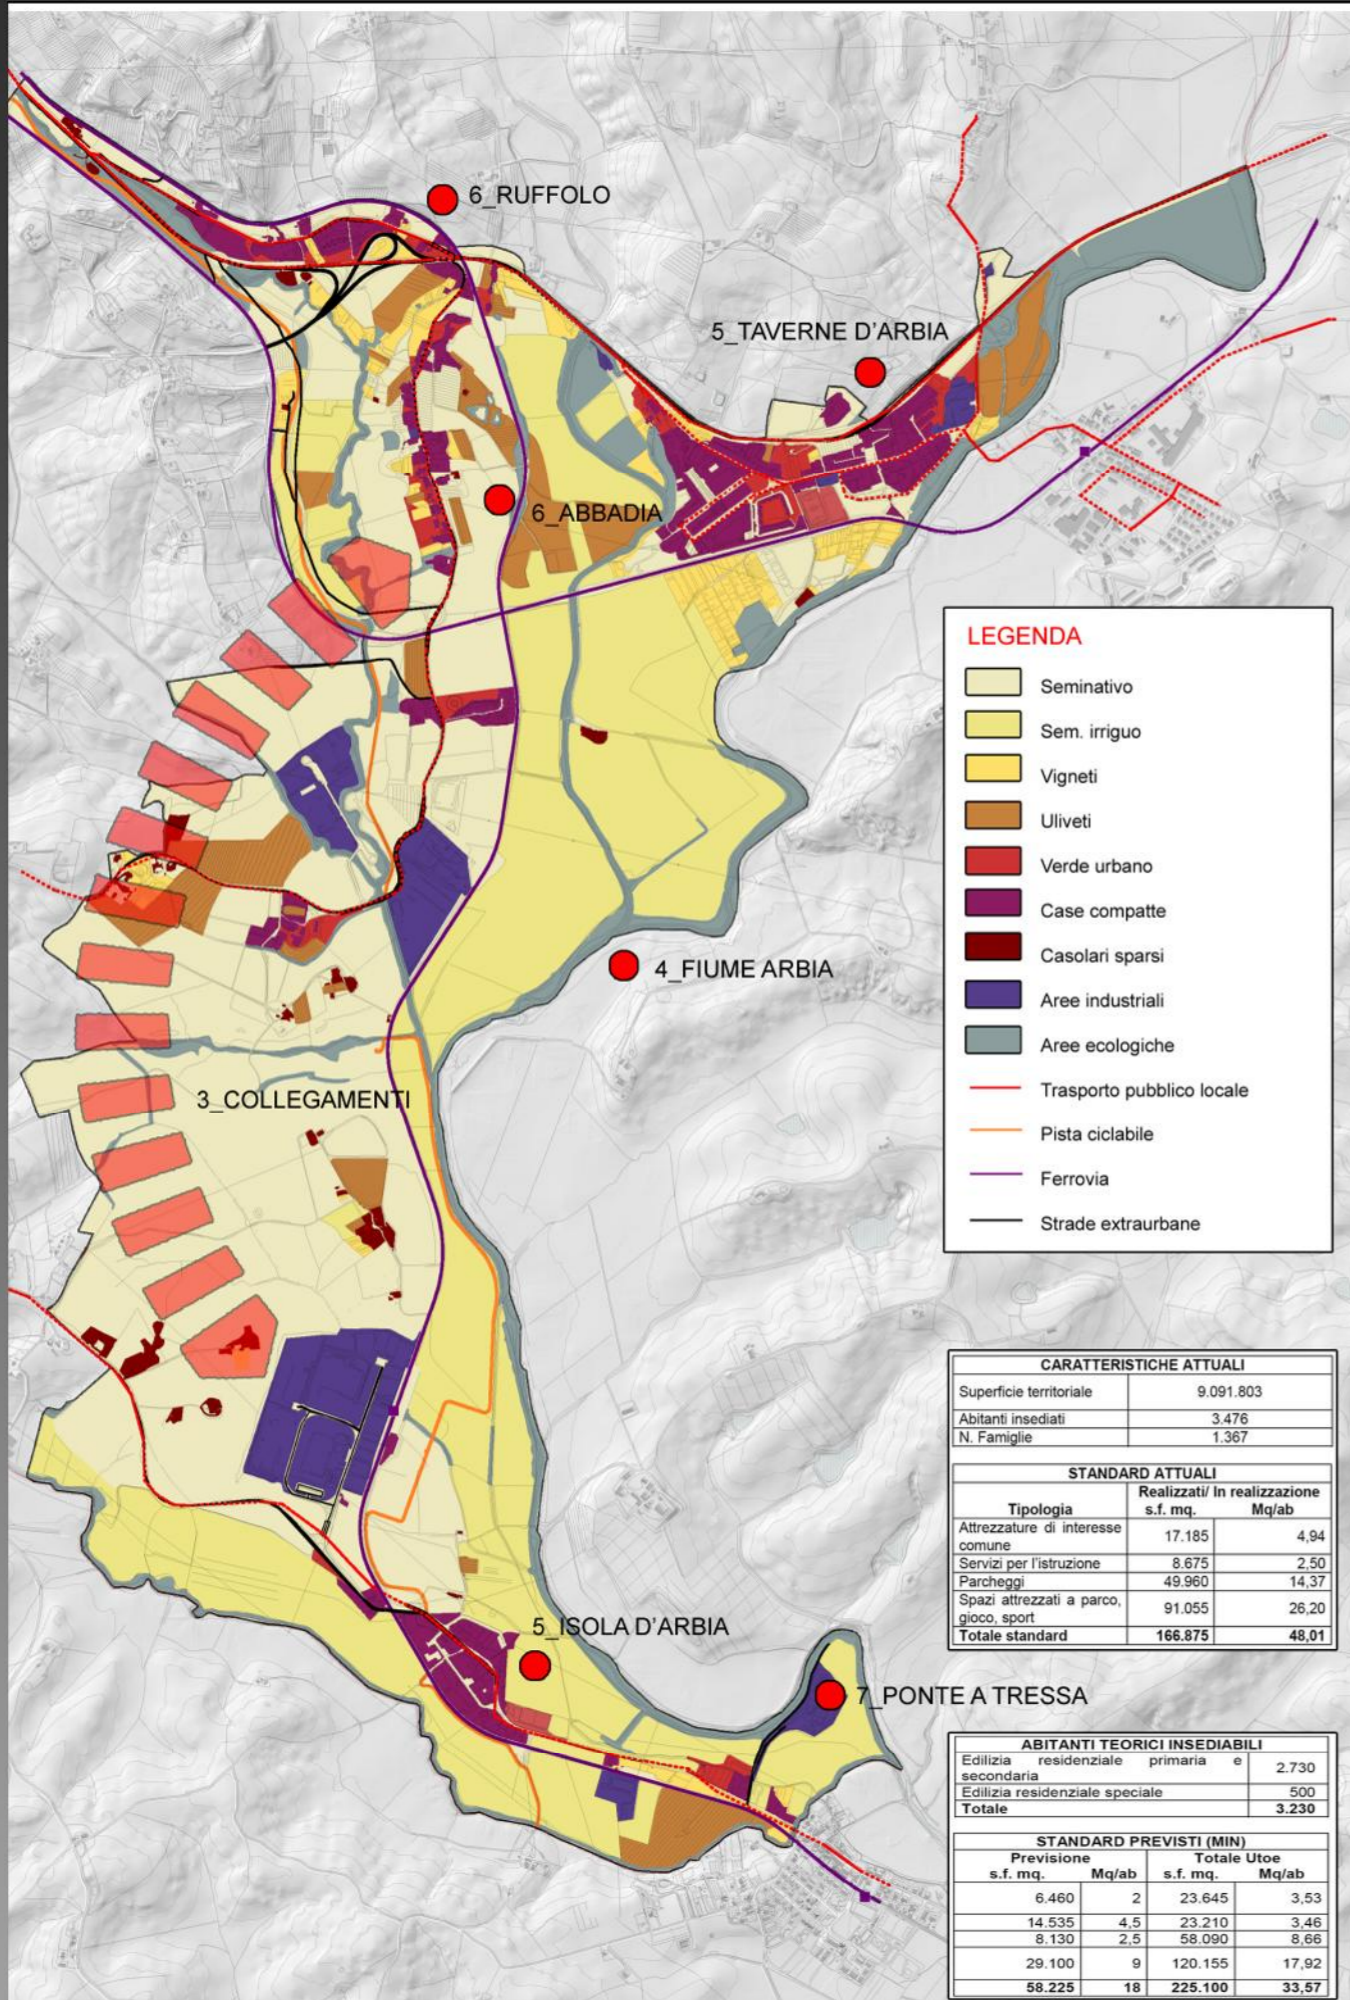 6_RUFFOLO
5_TAVERNE D'ARBIA
6_ABBADIA
4_FIUME ARBIA
3_COLLEGAMENTI
5_ISOLA D'ARBIA
7_PONTE A TRESSA
LEGENDA
Seminativo
Sem. irriguo
Vigneti
Uliveti
Verde urbano
Case compatte
Casolari sparsi
Aree industriali
Aree ecologiche
Trasporto pubblico locale
Pista ciclabile
Ferrovia
Strade extraurbane
CARATTERISTICHE ATTUALI
Superficie territoriale 9.091.803
Abitanti insediati 3.476
N. Famiglie 1.367
STANDARD ATTUALI
Realizzati/ In realizzazione
Tipologia s.f. mq. Mq/ab
Attrezzature di interesse
comune 17.185 4,94
Servizi per l'istruzione 8.675 2,50
Parcheggi 49.960 14,37
Spazi attrezzati a parco,
gioco, sport 91.055 26,20
Totale standard 166.875 48,01
ABITANTI TEORICI INSEDIABILI
Edilizia residenziale primaria e
secondaria 2.730
Edilizia residenziale speciale 500
Totale 3.230
STANDARD PREVISTI (MIN)
Previsione Totale Utoe
s.f. mq. Mq/ab s.f. mq. Mq/ab
6.460 2 23.645 3,53
14.535 4,5 23.210 3,46
8.130 2,5 58.090 8,66
29.100 9 120.155 17,92
58.225 18 225.100 33,57